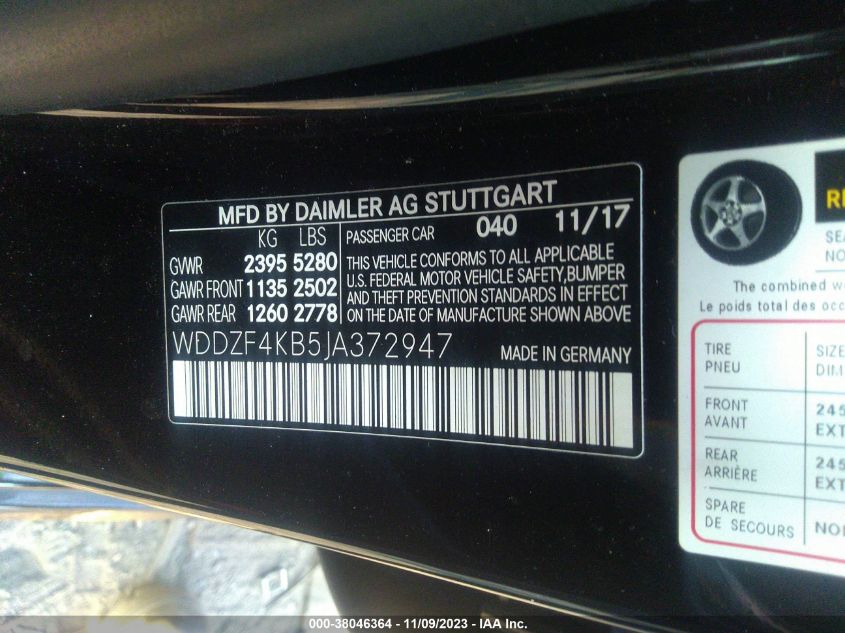 MFD BY DAIMLER AG STUTTGART
KG LBS
GVWR 2395 5280
GAWR FRONT 1135 2502
GAWR REAR 1260 2778
PASSENGER CAR 040 11/17
THIS VEHICLE CONFORMS TO ALL APPLICABLE
U.S. FEDERAL MOTOR VEHICLE SAFETY,BUMPER
AND THEFT PREVENTION STANDARDS IN EFFECT
ON THE DATE OF MANUFACTURE SHOWN ABOVE
WDDZF4KB5JA372947 MADE IN GERMANY
The combined
Le poids total des
TIRE
PNEU
FRONT
AVANT
REAR
ARRIÈRE
SPARE
DE SECOURS
SIZE
245
245
000-38046364 - 11/09/2023 - IAA Inc.